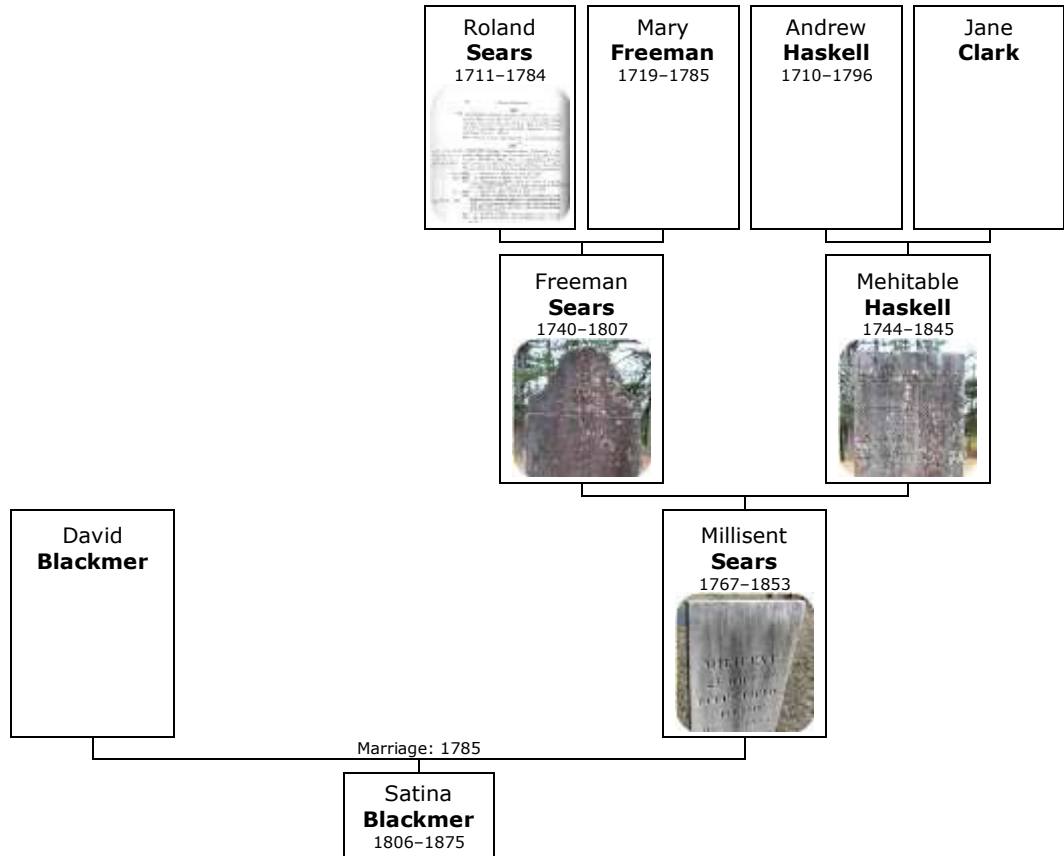 Roland
Sears
1711–1784
Mary
Freeman
1719–1785
Andrew
Haskell
1710–1796
Jane
Clark
Freeman
Sears
1740–1807
Mehitable
Haskell
1744–1845
David
Blackmer
Millisent
Sears
1767–1853
Marriage: 1785
Satina
Blackmer
1806–1875